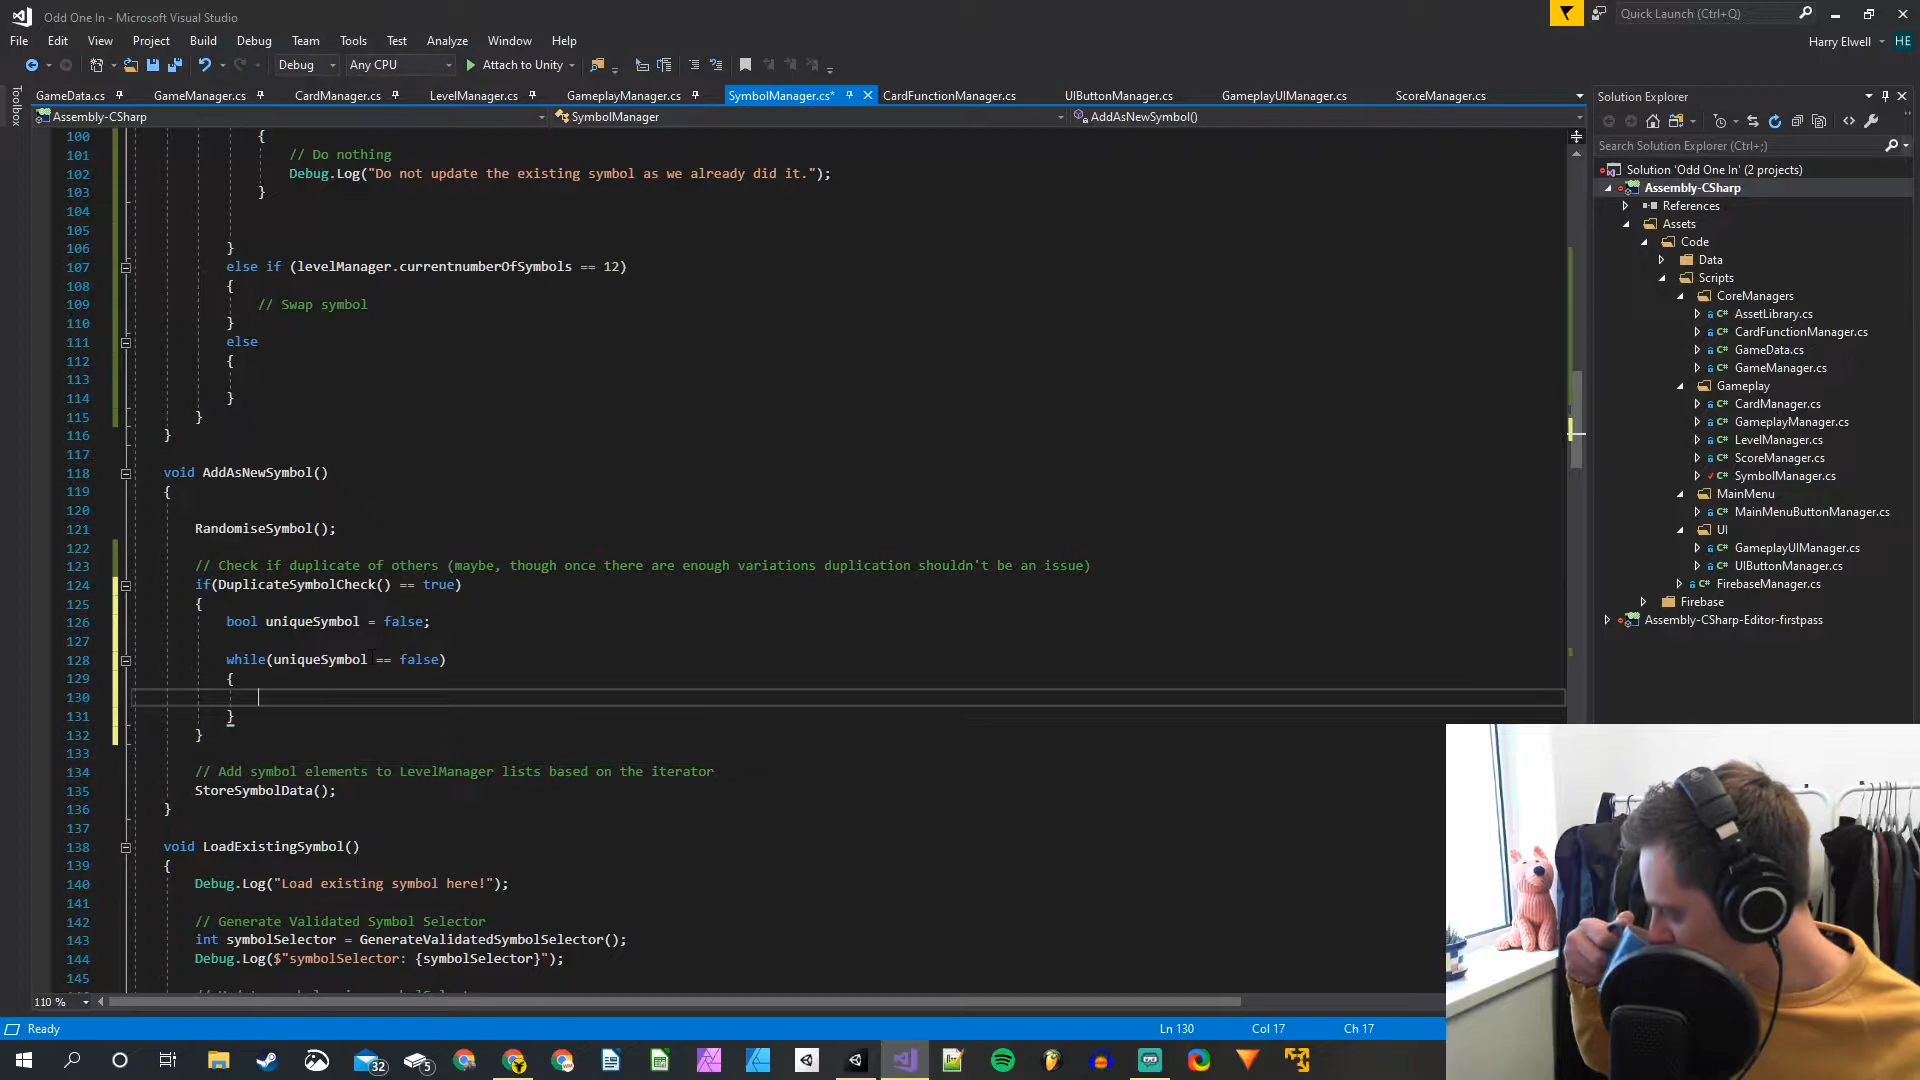 Odd One In - Microsoft Visual Studio
Quick Launch (Ctrl+Q)
File Edit View Project Build Debug Team Tools Test Analyze Window Help
Harry Elwell HE
Debug Any CPU Attach to Unity
Toolbox
GameData.cs GameManager.cs CardManager.cs LevelManager.cs GameplayManager.cs SymbolManager.cs* CardFunctionManager.cs UIButtonManager.cs GameplayUIManager.cs ScoreManager.cs
Assembly-CSharp SymbolManager AddAsNewSymbol()
100 {
101 // Do nothing
102 Debug.Log("Do not update the existing symbol as we already did it.");
103 }
104
105
106 }
107 else if (levelManager.currentnumberOfSymbols == 12)
108 {
109 // Swap symbol
110 }
111 else
112 {
113
114 }
115 }
116 }
117
118 void AddAsNewSymbol()
119 {
120
121 RandomiseSymbol();
122
123 // Check if duplicate of others (maybe, though once there are enough variations duplication shouldn't be an issue)
124 if(DuplicateSymbolCheck() == true)
125 {
126 bool uniqueSymbol = false;
127
128 while(uniqueSymbol == false)
129 {
130
131 }
132 }
133
134 // Add symbol elements to LevelManager lists based on the iterator
135 StoreSymbolData();
136 }
137
138 void LoadExistingSymbol()
139 {
140 Debug.Log("Load existing symbol here!");
141
142 // Generate Validated Symbol Selector
143 int symbolSelector = GenerateValidatedSymbolSelector();
144 Debug.Log($"symbolSelector: {symbolSelector}");
145
110 %
Solution Explorer
Search Solution Explorer (Ctrl+;)
Solution 'Odd One In' (2 projects)
Assembly-CSharp
References
Assets
Code
Data
Scripts
CoreManagers
AssetLibrary.cs
CardFunctionManager.cs
GameData.cs
GameManager.cs
Gameplay
CardManager.cs
GameplayManager.cs
LevelManager.cs
ScoreManager.cs
SymbolManager.cs
MainMenu
MainMenuButtonManager.cs
UI
GameplayUIManager.cs
UIButtonManager.cs
FirebaseManager.cs
Firebase
Assembly-CSharp-Editor-firstpass
Ready Ln 130 Col 17 Ch 17
32 5